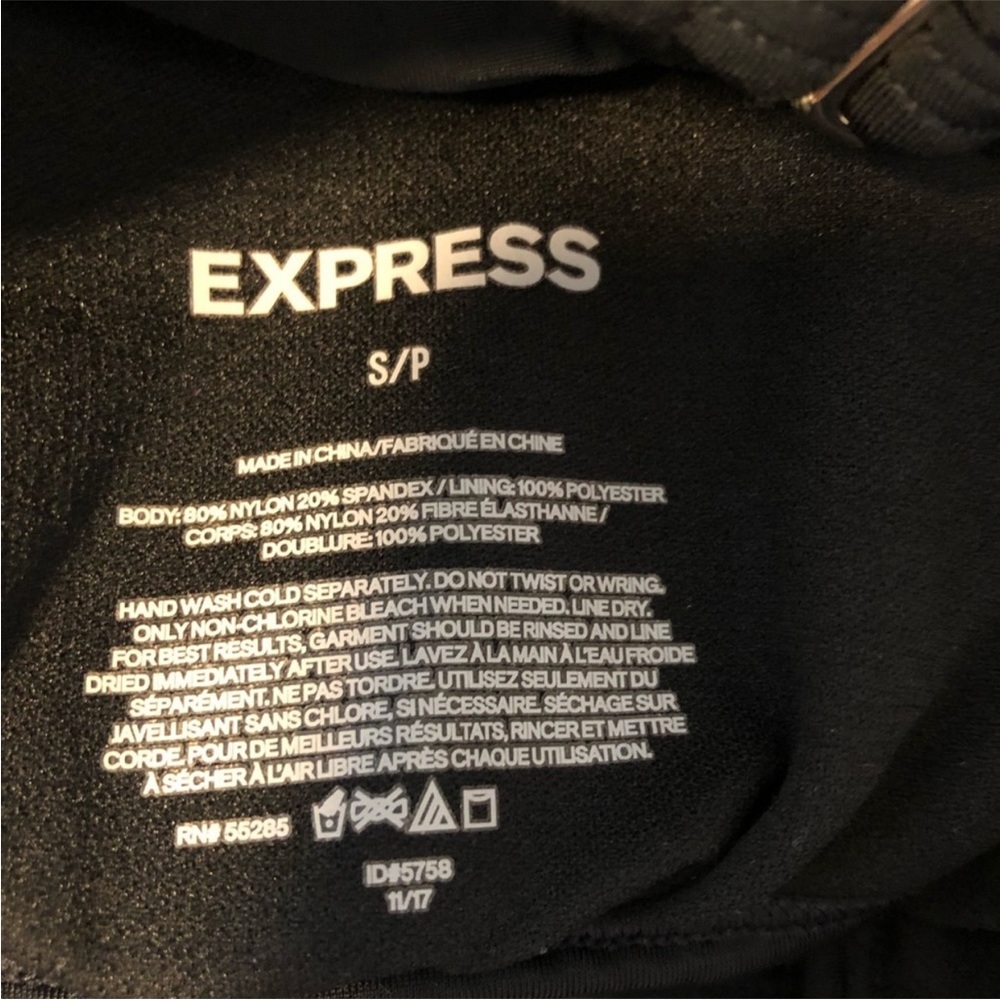 EXPRESS
S/P
MADE IN CHINA/FABRIQUÉ EN CHINE
BODY: 80% NYLON 20% SPANDEX / LINING: 100% POLYESTER
CORPS: 80% NYLON 20% FIBRE ÉLASTHANNE /
DOUBLURE: 100% POLYESTER
HAND WASH COLD SEPARATELY. DO NOT TWIST OR WRING.
ONLY NON-CHLORINE BLEACH WHEN NEEDED. LINE DRY.
FOR BEST RESULTS, GARMENT SHOULD BE RINSED AND LINE
DRIED IMMEDIATELY AFTER USE. LAVEZ À LA MAIN À L'EAU FROIDE
SÉPARÉMENT. NE PAS TORDRE. UTILISEZ SEULEMENT DU
JAVELLISANT SANS CHLORE, SI NÉCESSAIRE. SÉCHAGE SUR
CORDE. POUR DE MEILLEURS RÉSULTATS, RINCER ET METTRE
À SÉCHER À L'AIR LIBRE APRÈS CHAQUE UTILISATION.
RN# 55285
ID#5758
11/17